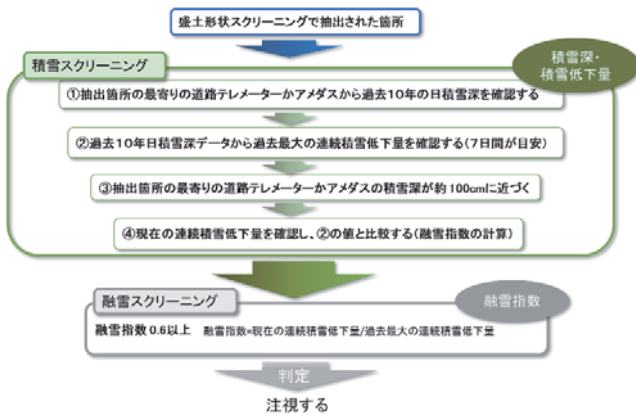 盛土形状スクリーニングで抽出された箇所
積雪スクリーニング
積雪深・
積雪低下量
①抽出箇所の最寄りの道路テレメーターかアメダスから過去10年の日積雪深を確認する
②過去10年日積雪深データから過去最大の連続積雪低下量を確認する(7日間が目安)
③抽出箇所の最寄りの道路テレメーターかアメダスの積雪深が約100cmに近づく
④現在の連続積雪低下量を確認し、②の値と比較する(融雪指数の計算)
融雪スクリーニング
融雪指数
融雪指数0.6以上 融雪指数=現在の連続積雪低下量/過去最大の連続積雪低下量
判定
注視する